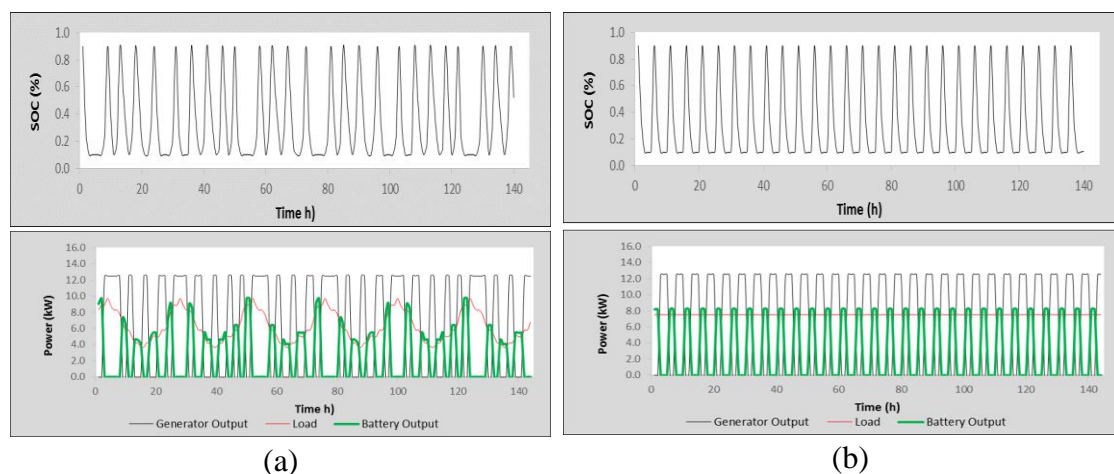 SOC (%)
1.0
0.8
0.6
0.4
0.2
0.0
0 20 40 60 80 100 120 140
Time h)
Power (kW)
16.0
14.0
12.0
10.0
8.0
6.0
4.0
2.0
0.0
0 20 40 60 80 100 120 140
Time h)
Generator Output Load Battery Output
(a)
SOC (%)
1.0
0.8
0.6
0.4
0.2
0.0
0 20 40 60 80 100 120 140
Time (h)
Power (kW)
16.0
14.0
12.0
10.0
8.0
6.0
4.0
2.0
0.0
0 20 40 60 80 100 120 140
Time (h)
Generator Output Load Battery Output
(b)